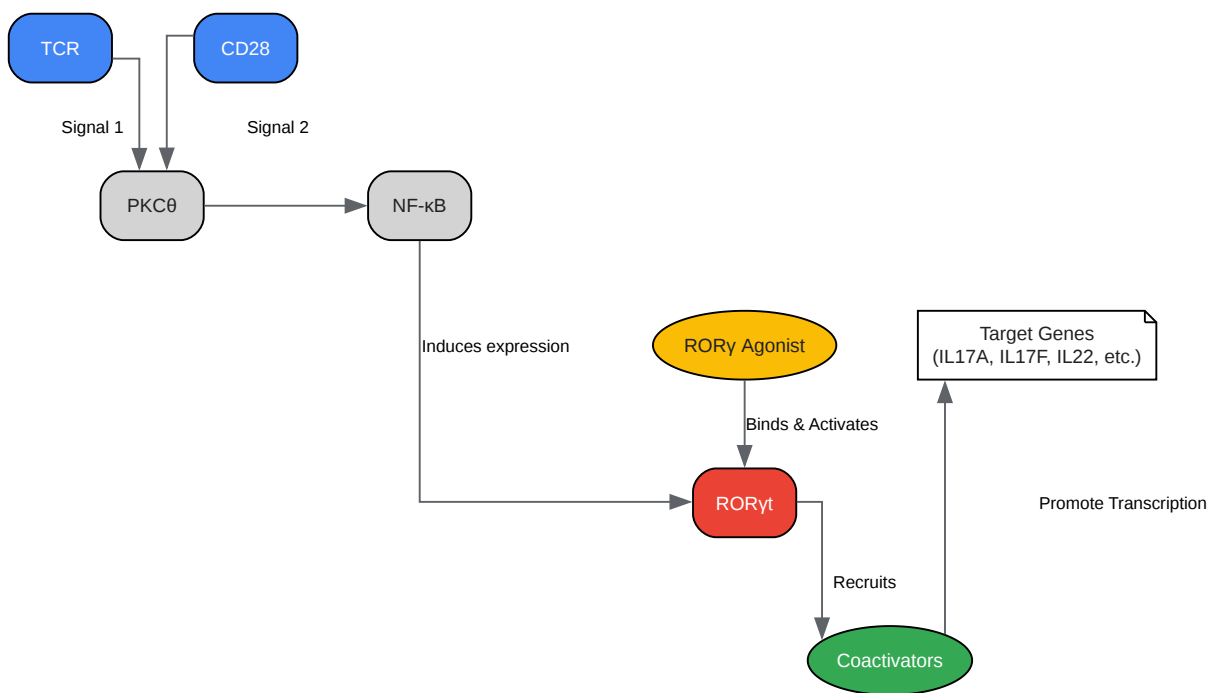 TCR
CD28
Signal 1
Signal 2
PKCθ
NF-κB
Induces expression
RORγ Agonist
Target Genes
(IL17A, IL17F, IL22, etc.)
Binds & Activates
RORγt
Promote Transcription
Recruits
Coactivators